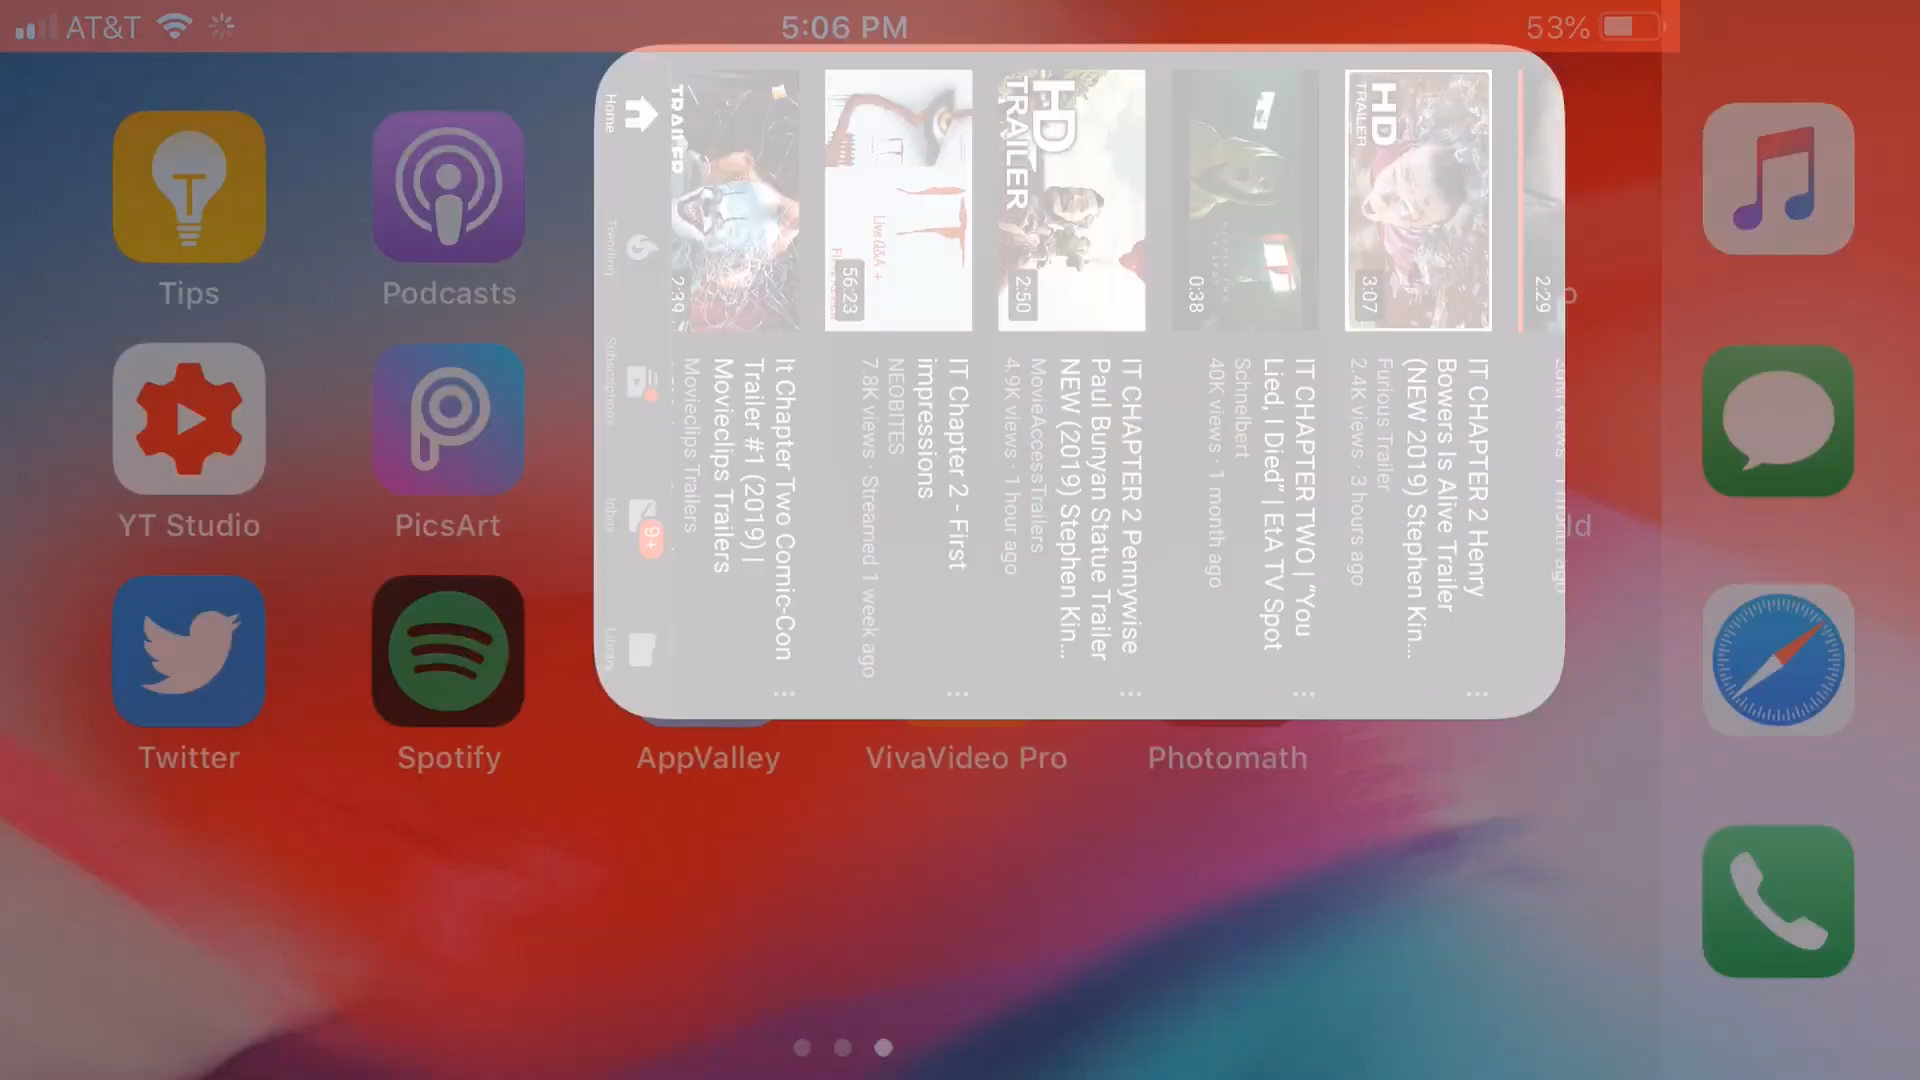 AT&T
5:06 PM
53%
Tips
Podcasts
YT Studio
PicsArt
Twitter
Spotify
AppValley
VivaVideo Pro
Photomath
ld
2:29
HD
TRAILER
3:07
IT CHAPTER 2 Henry
Bowers Is Alive Trailer
(NEW 2019) Stephen Kin...
Furious Trailer
2.4K views · 3 hours ago
0:38
IT CHAPTER TWO | "You
Lied, I Died" | EtA TV Spot
Schnelbert
40K views · 1 month ago
HD
TRAILER
2:50
IT CHAPTER 2 Pennywise
Paul Bunyan Statue Trailer
NEW (2019) Stephen Kin...
MovieAccessTrailers
4.9K views · 1 hour ago
IT
Live Q&A +
56:23
IT Chapter 2 - First
impressions
NEOBITES
7.8K views · Streamed 1 week ago
TRAILER
2:39
It Chapter Two Comic-Con
Trailer #1 (2019) |
Movieclips Trailers
Movieclips Trailers
Home
Trending
Subscriptions
Inbox
9+
Library